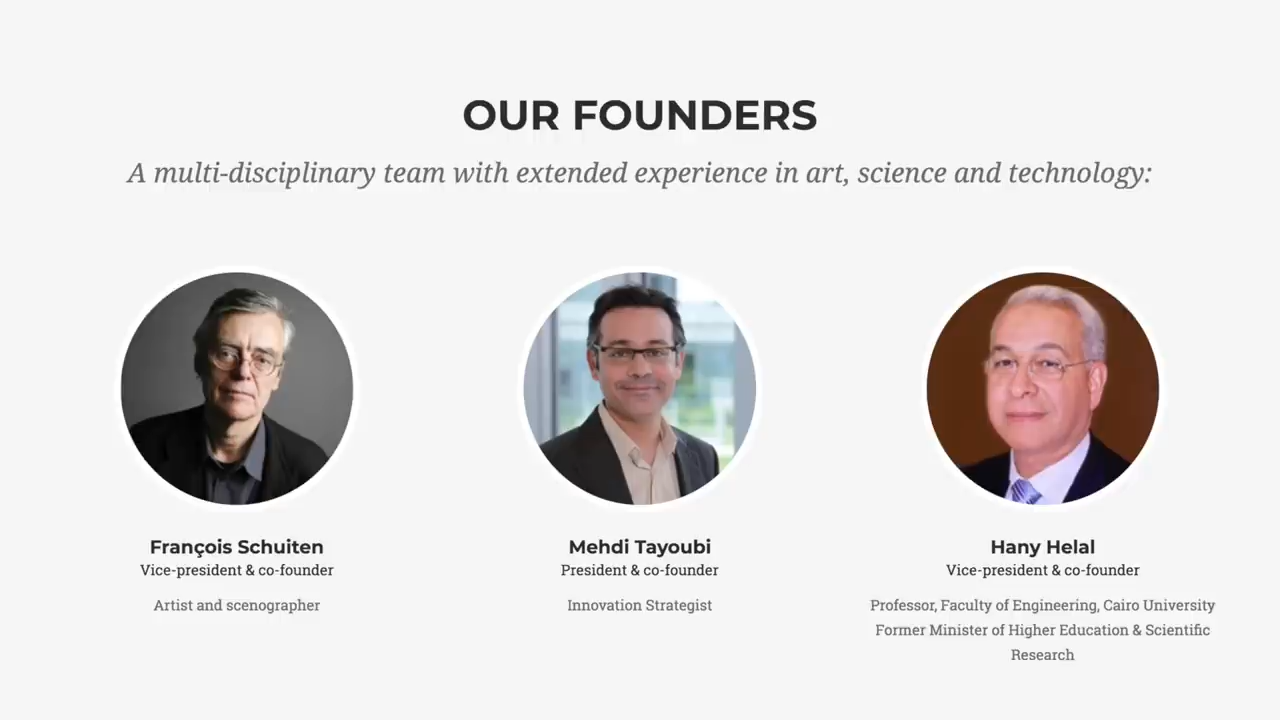 OUR FOUNDERS
A multi-disciplinary team with extended experience in art, science and technology:
François Schuiten
Vice-president & co-founder
Artist and scenographer
Mehdi Tayoubi
President & co-founder
Innovation Strategist
Hany Helal
Vice-president & co-founder
Professor, Faculty of Engineering, Cairo University
Former Minister of Higher Education & Scientific
Research